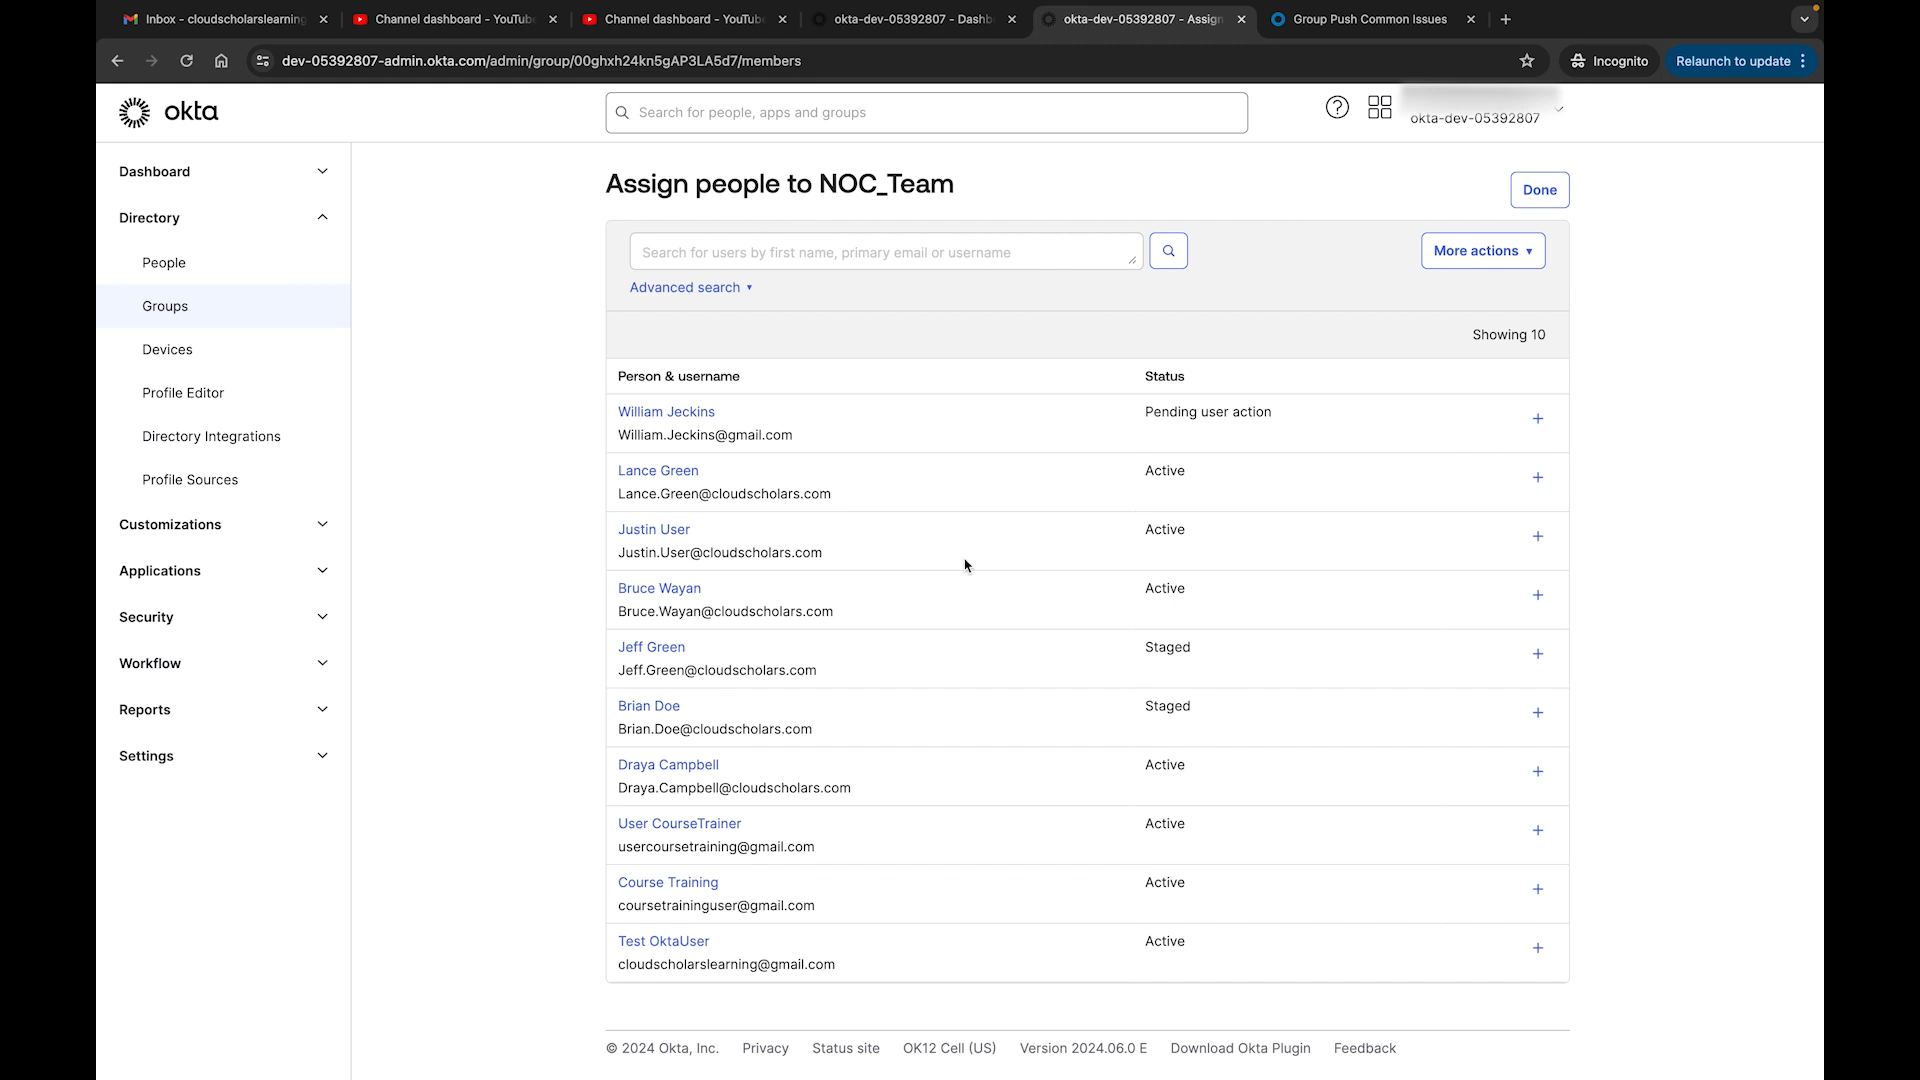 Inbox - cloudscholarslearning
Channel dashboard - YouTube
Channel dashboard - YouTube
okta-dev-05392807 - Dashb
okta-dev-05392807 - Assign
Group Push Common Issues
dev-05392807-admin.okta.com/admin/group/00ghxh24kn5gAP3LA5d7/members
Incognito
Relaunch to update
okta
Search for people, apps and groups
okta-dev-05392807
Dashboard
Directory
People
Groups
Devices
Profile Editor
Directory Integrations
Profile Sources
Customizations
Applications
Security
Workflow
Reports
Settings
Assign people to NOC_Team
Done
Search for users by first name, primary email or username
More actions
Advanced search
Showing 10
Person & username Status
William Jeckins Pending user action
William.Jeckins@gmail.com
Lance Green Active
Lance.Green@cloudscholars.com
Justin User Active
Justin.User@cloudscholars.com
Bruce Wayan Active
Bruce.Wayan@cloudscholars.com
Jeff Green Staged
Jeff.Green@cloudscholars.com
Brian Doe Staged
Brian.Doe@cloudscholars.com
Draya Campbell Active
Draya.Campbell@cloudscholars.com
User CourseTrainer Active
usercoursetraining@gmail.com
Course Training Active
coursetraininguser@gmail.com
Test OktaUser Active
cloudscholarslearning@gmail.com
© 2024 Okta, Inc. Privacy Status site OK12 Cell (US) Version 2024.06.0 E Download Okta Plugin Feedback